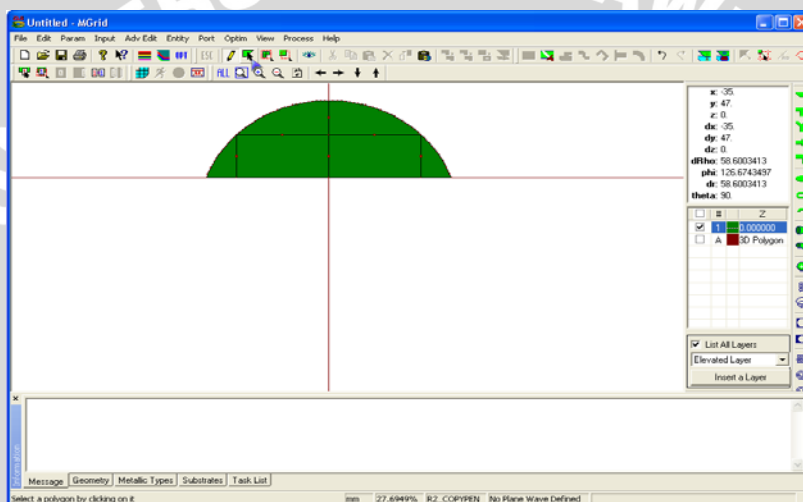 Untitled - MGrid
File Edit Param Input Adv Edit Entity Port Optim View Process Help
ESC
ALL
x: -35.
y: 47.
z: 0.
dx: -35.
dy: 47.
dz: 0.
dRho: 58.6003413
phi: 126.6743497
dr: 58.6003413
theta: 90.
# Z
1 0.000000
A 3D Polygon
List All Layers
Elevated Layer
Insert a Layer
Information
Message Geometry Metallic Types Substrates Task List
Select a polygon by clicking on it mm 27.6949% R2_COPYPEN No Plane Wave Defined